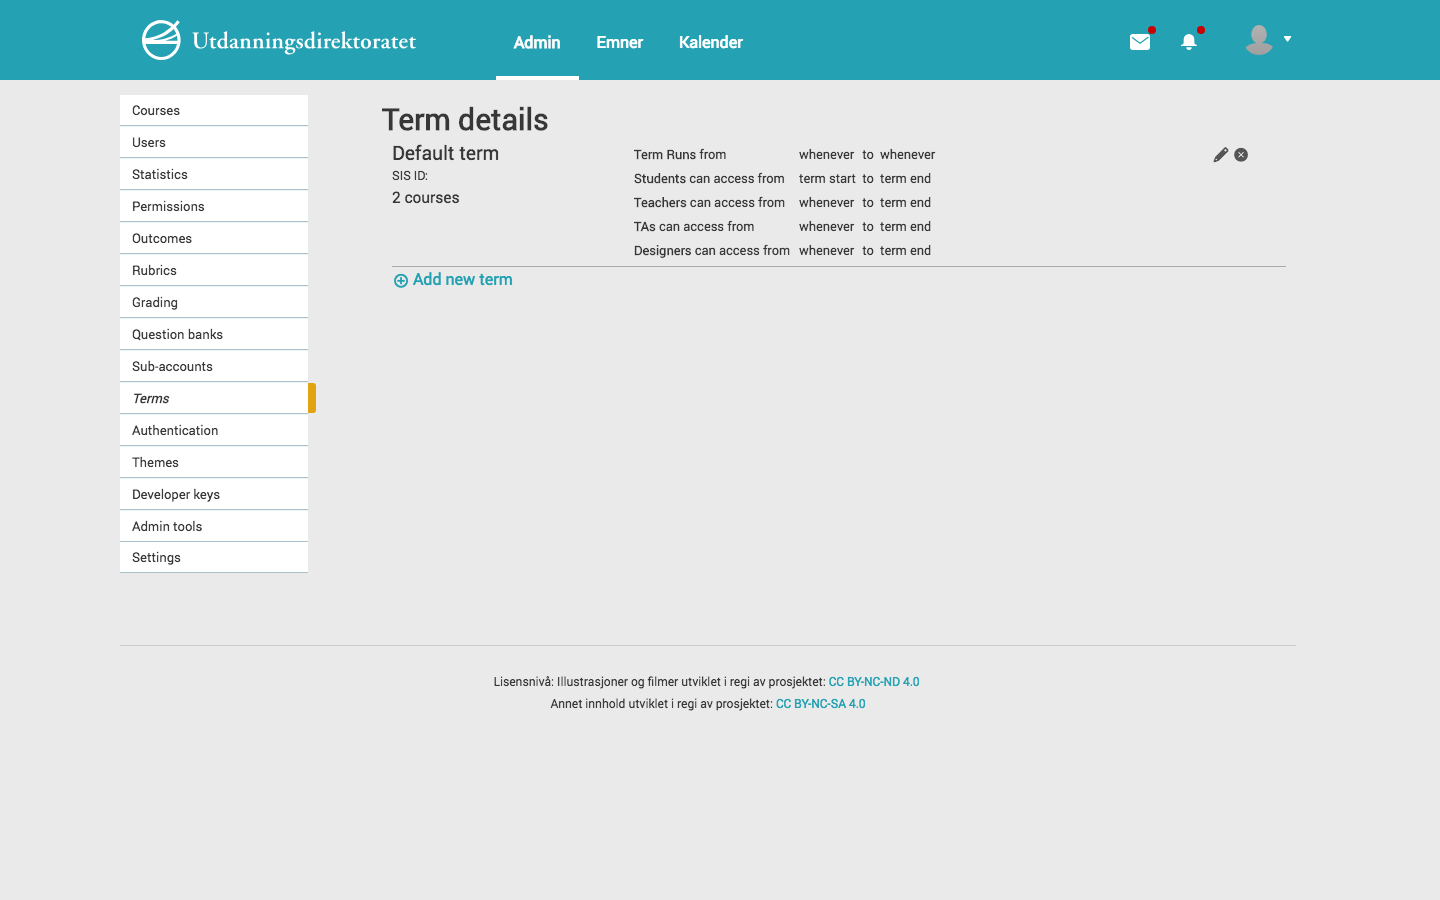 Utdanningsdirektoratet
Admin
Emner
Kalender
Courses
Users
Statistics
Permissions
Outcomes
Rubrics
Grading
Question banks
Sub-accounts
Terms
Authentication
Themes
Developer keys
Admin tools
Settings
Term details
Default term
SIS ID:
2 courses
Term Runs from whenever to whenever
Students can access from term start to term end
Teachers can access from whenever to term end
TAs can access from whenever to term end
Designers can access from whenever to term end
Add new term
Lisensnivå: Illustrasjoner og filmer utviklet i regi av prosjektet: CC BY-NC-ND 4.0
Annet innhold utviklet i regi av prosjektet: CC BY-NC-SA 4.0